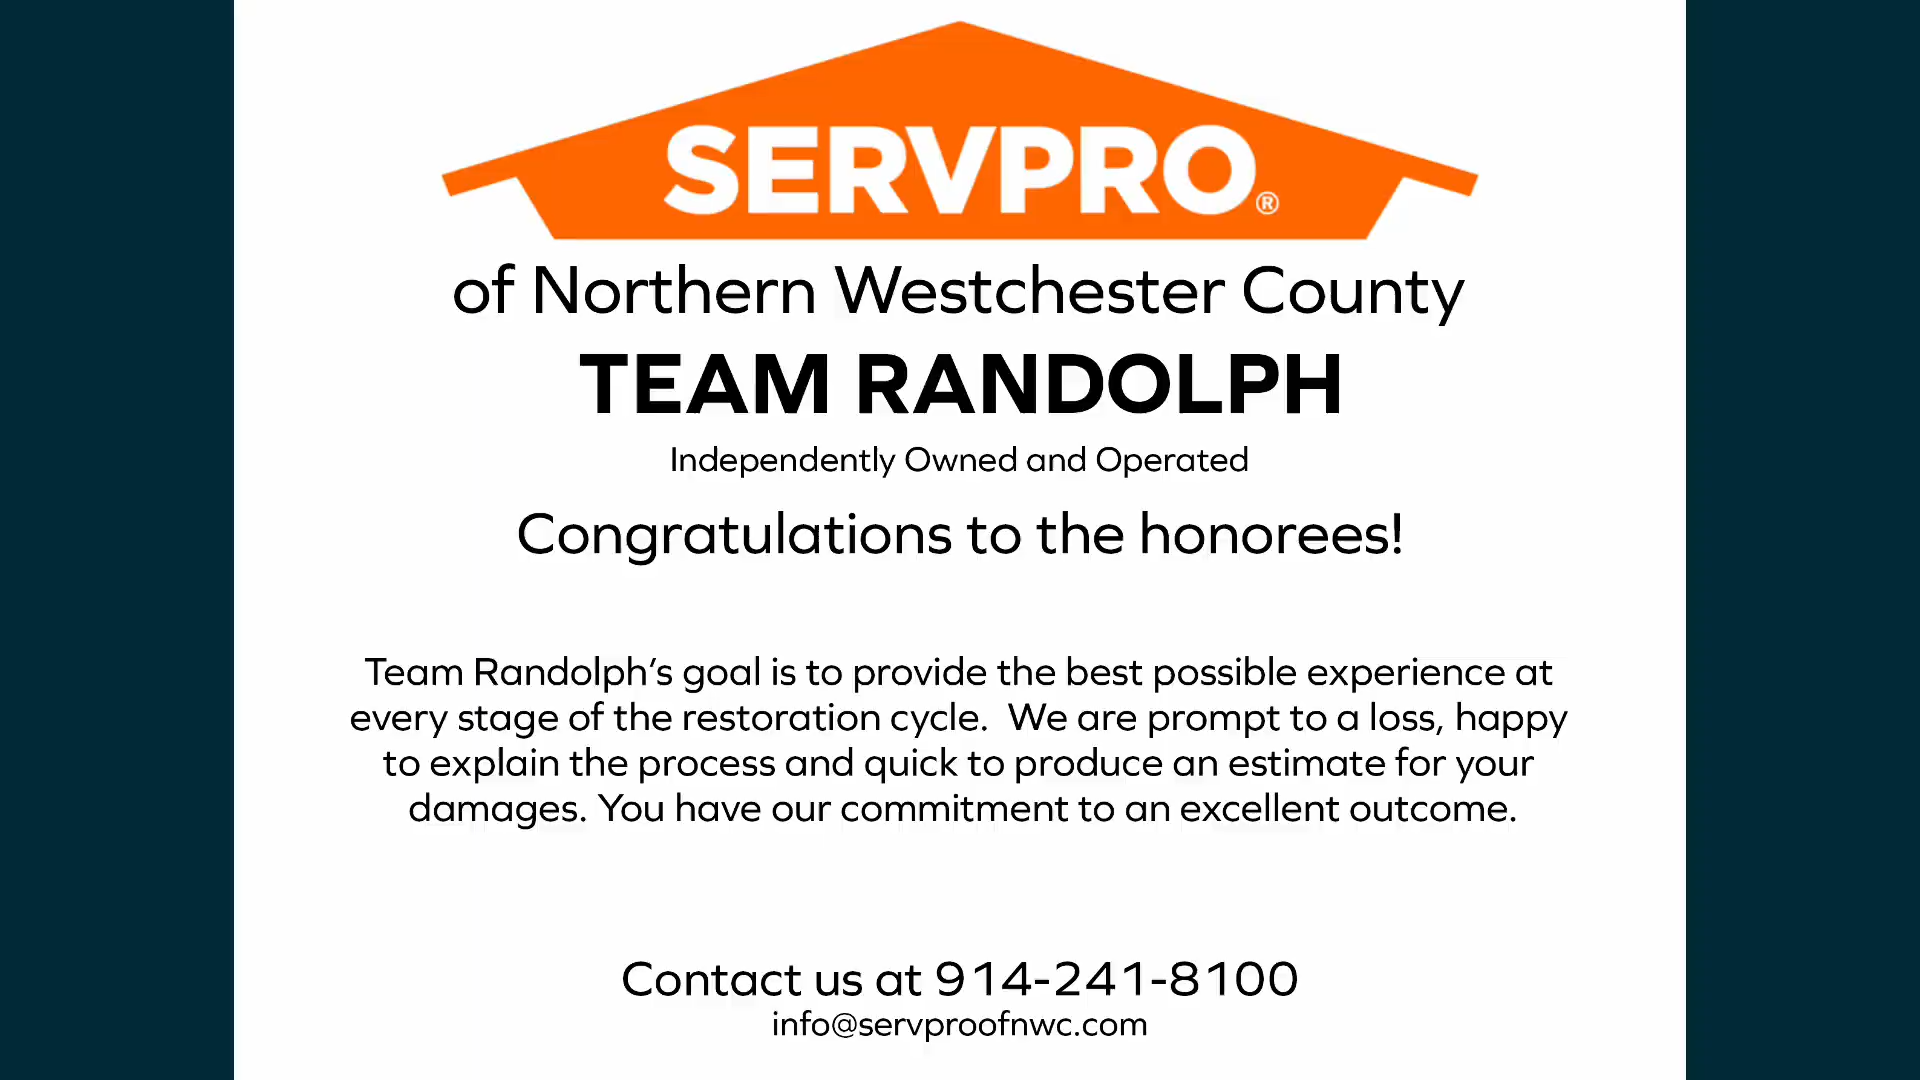 SERVPRO®
of Northern Westchester County
TEAM RANDOLPH
Independently Owned and Operated
Congratulations to the honorees!
Team Randolph‘s goal is to provide the best possible experience at
every stage of the restoration cycle.  We are prompt to a loss, happy
to explain the process and quick to produce an estimate for your
damages. You have our commitment to an excellent outcome.
Contact us at 914-241-8100
info@servproofnwc.com